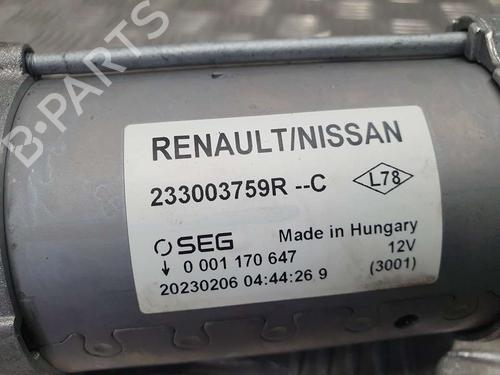 RENAULT/NISSAN
233003759R --C
L78
SEG
Made in Hungary
↓ 0 001 170 647
12V
20230206 04:44:26 9
(3001)
B-PARTS